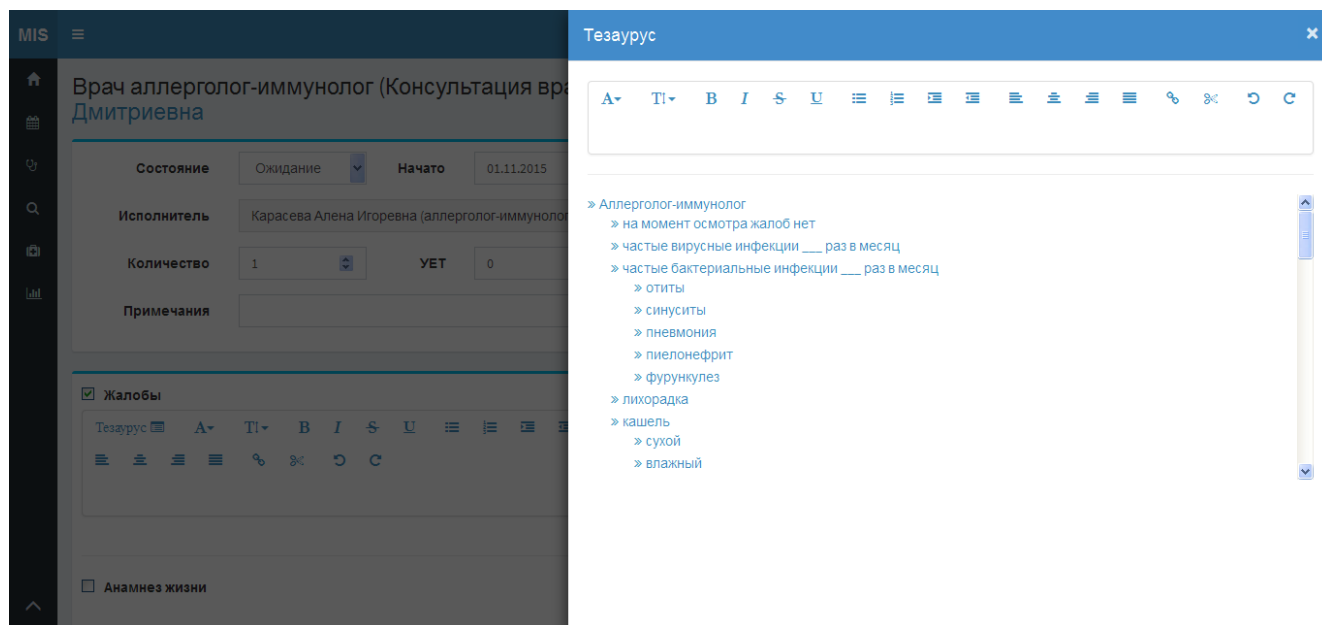 MIS
Врач аллерголог-иммунолог (Консультация вра
Дмитриевна
Состояние Ожидание Начато 01.11.2015
Исполнитель Карасева Алена Игоревна (аллерголог-иммунолог
Количество 1 УЕТ 0
Примечания
Жалобы
Тезаурус A TI B I S U
Анамнез жизни
Тезаурус ×
A TI B I S U
» Аллерголог-иммунолог
» на момент осмотра жалоб нет
» частые вирусные инфекции ___ раз в месяц
» частые бактериальные инфекции ___ раз в месяц
» отиты
» синуситы
» пневмония
» пиелонефрит
» фурункулез
» лихорадка
» кашель
» сухой
» влажный